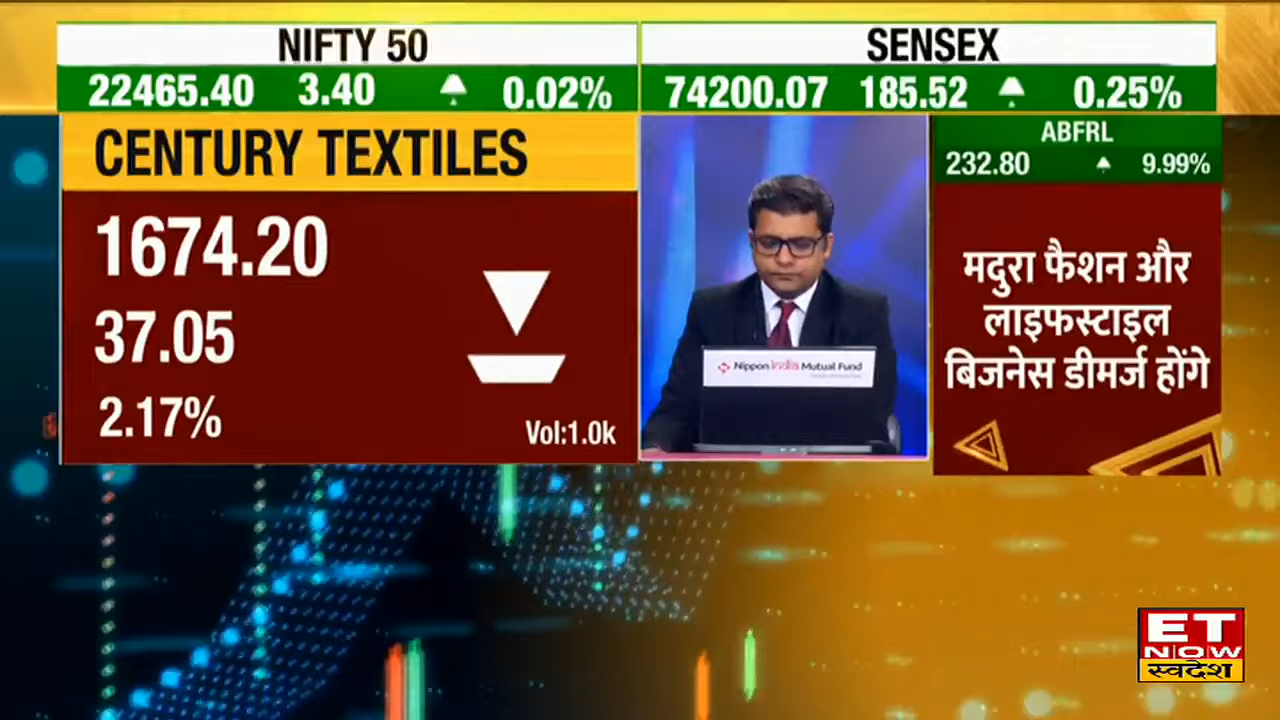 NIFTY 50
22465.40 3.40 0.02%
SENSEX
74200.07 185.52 0.25%
CENTURY TEXTILES
1674.20
37.05
2.17%
Vol:1.0k
Nippon india Mutual Fund
ABFRL
232.80 9.99%
मदुरा फैशन और
लाइफस्टाइल
बिजनेस डीमर्ज होंगे
ET
NOW
स्वदेश